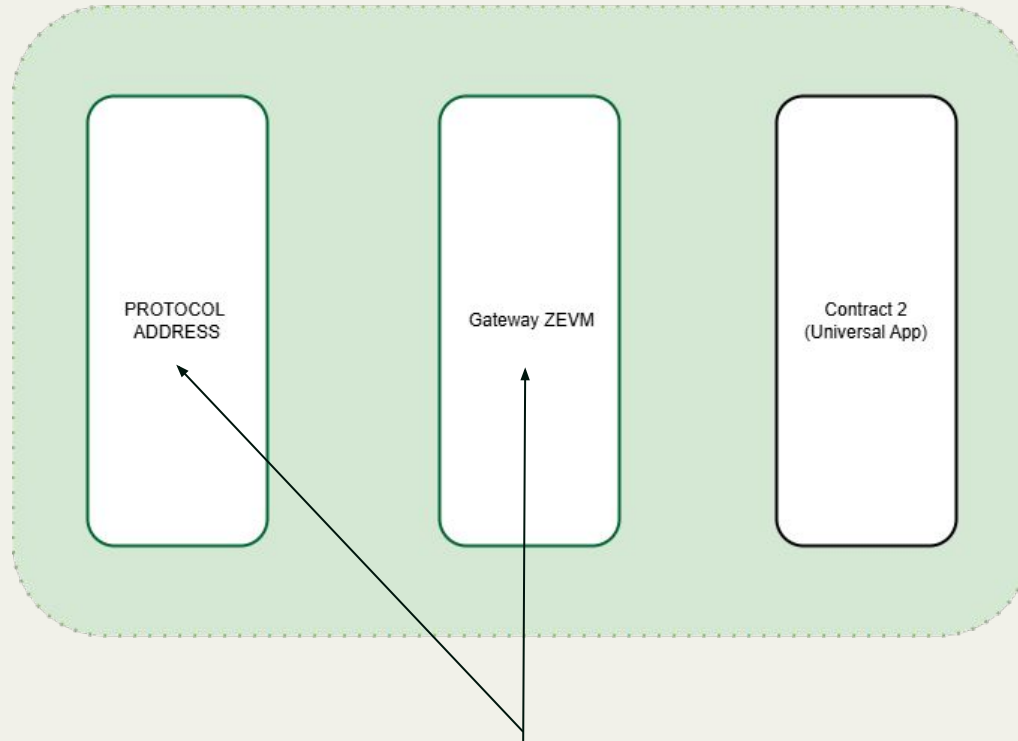 PROTOCOL
ADDRESS
Gateway ZEVM
Contract 2
(Universal App)